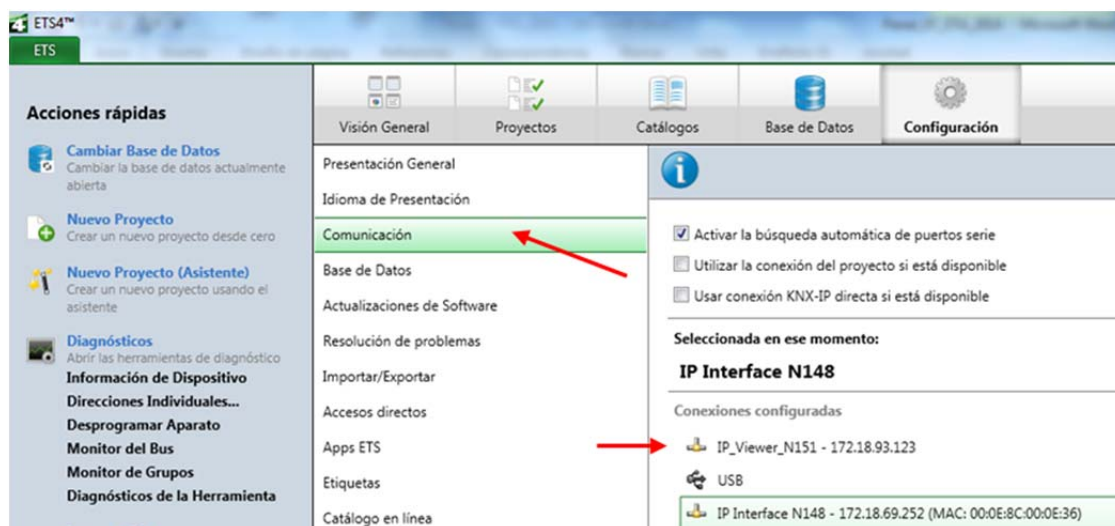 ETS4™
ETS
Acciones rápidas
Cambiar Base de Datos
Cambiar la base de datos actualmente
abierta
Nuevo Proyecto
Crear un nuevo proyecto desde cero
Nuevo Proyecto (Asistente)
Crear un nuevo proyecto usando el
asistente
Diagnósticos
Abrir las herramientas de diagnóstico
Información de Dispositivo
Direcciones Individuales...
Desprogramar Aparato
Monitor del Bus
Monitor de Grupos
Diagnósticos de la Herramienta
Visión General
Proyectos
Catálogos
Base de Datos
Configuración
Presentación General
Idioma de Presentación
Comunicación
Base de Datos
Actualizaciones de Software
Resolución de problemas
Importar/Exportar
Accesos directos
Apps ETS
Etiquetas
Catálogo en línea
Activar la búsqueda automática de puertos serie
Utilizar la conexión del proyecto si está disponible
Usar conexión KNX-IP directa si está disponible
Seleccionada en ese momento:
IP Interface N148
Conexiones configuradas
IP_Viewer_N151 - 172.18.93.123
USB
IP Interface N148 - 172.18.69.252 (MAC: 00:0E:8C:00:0E:36)